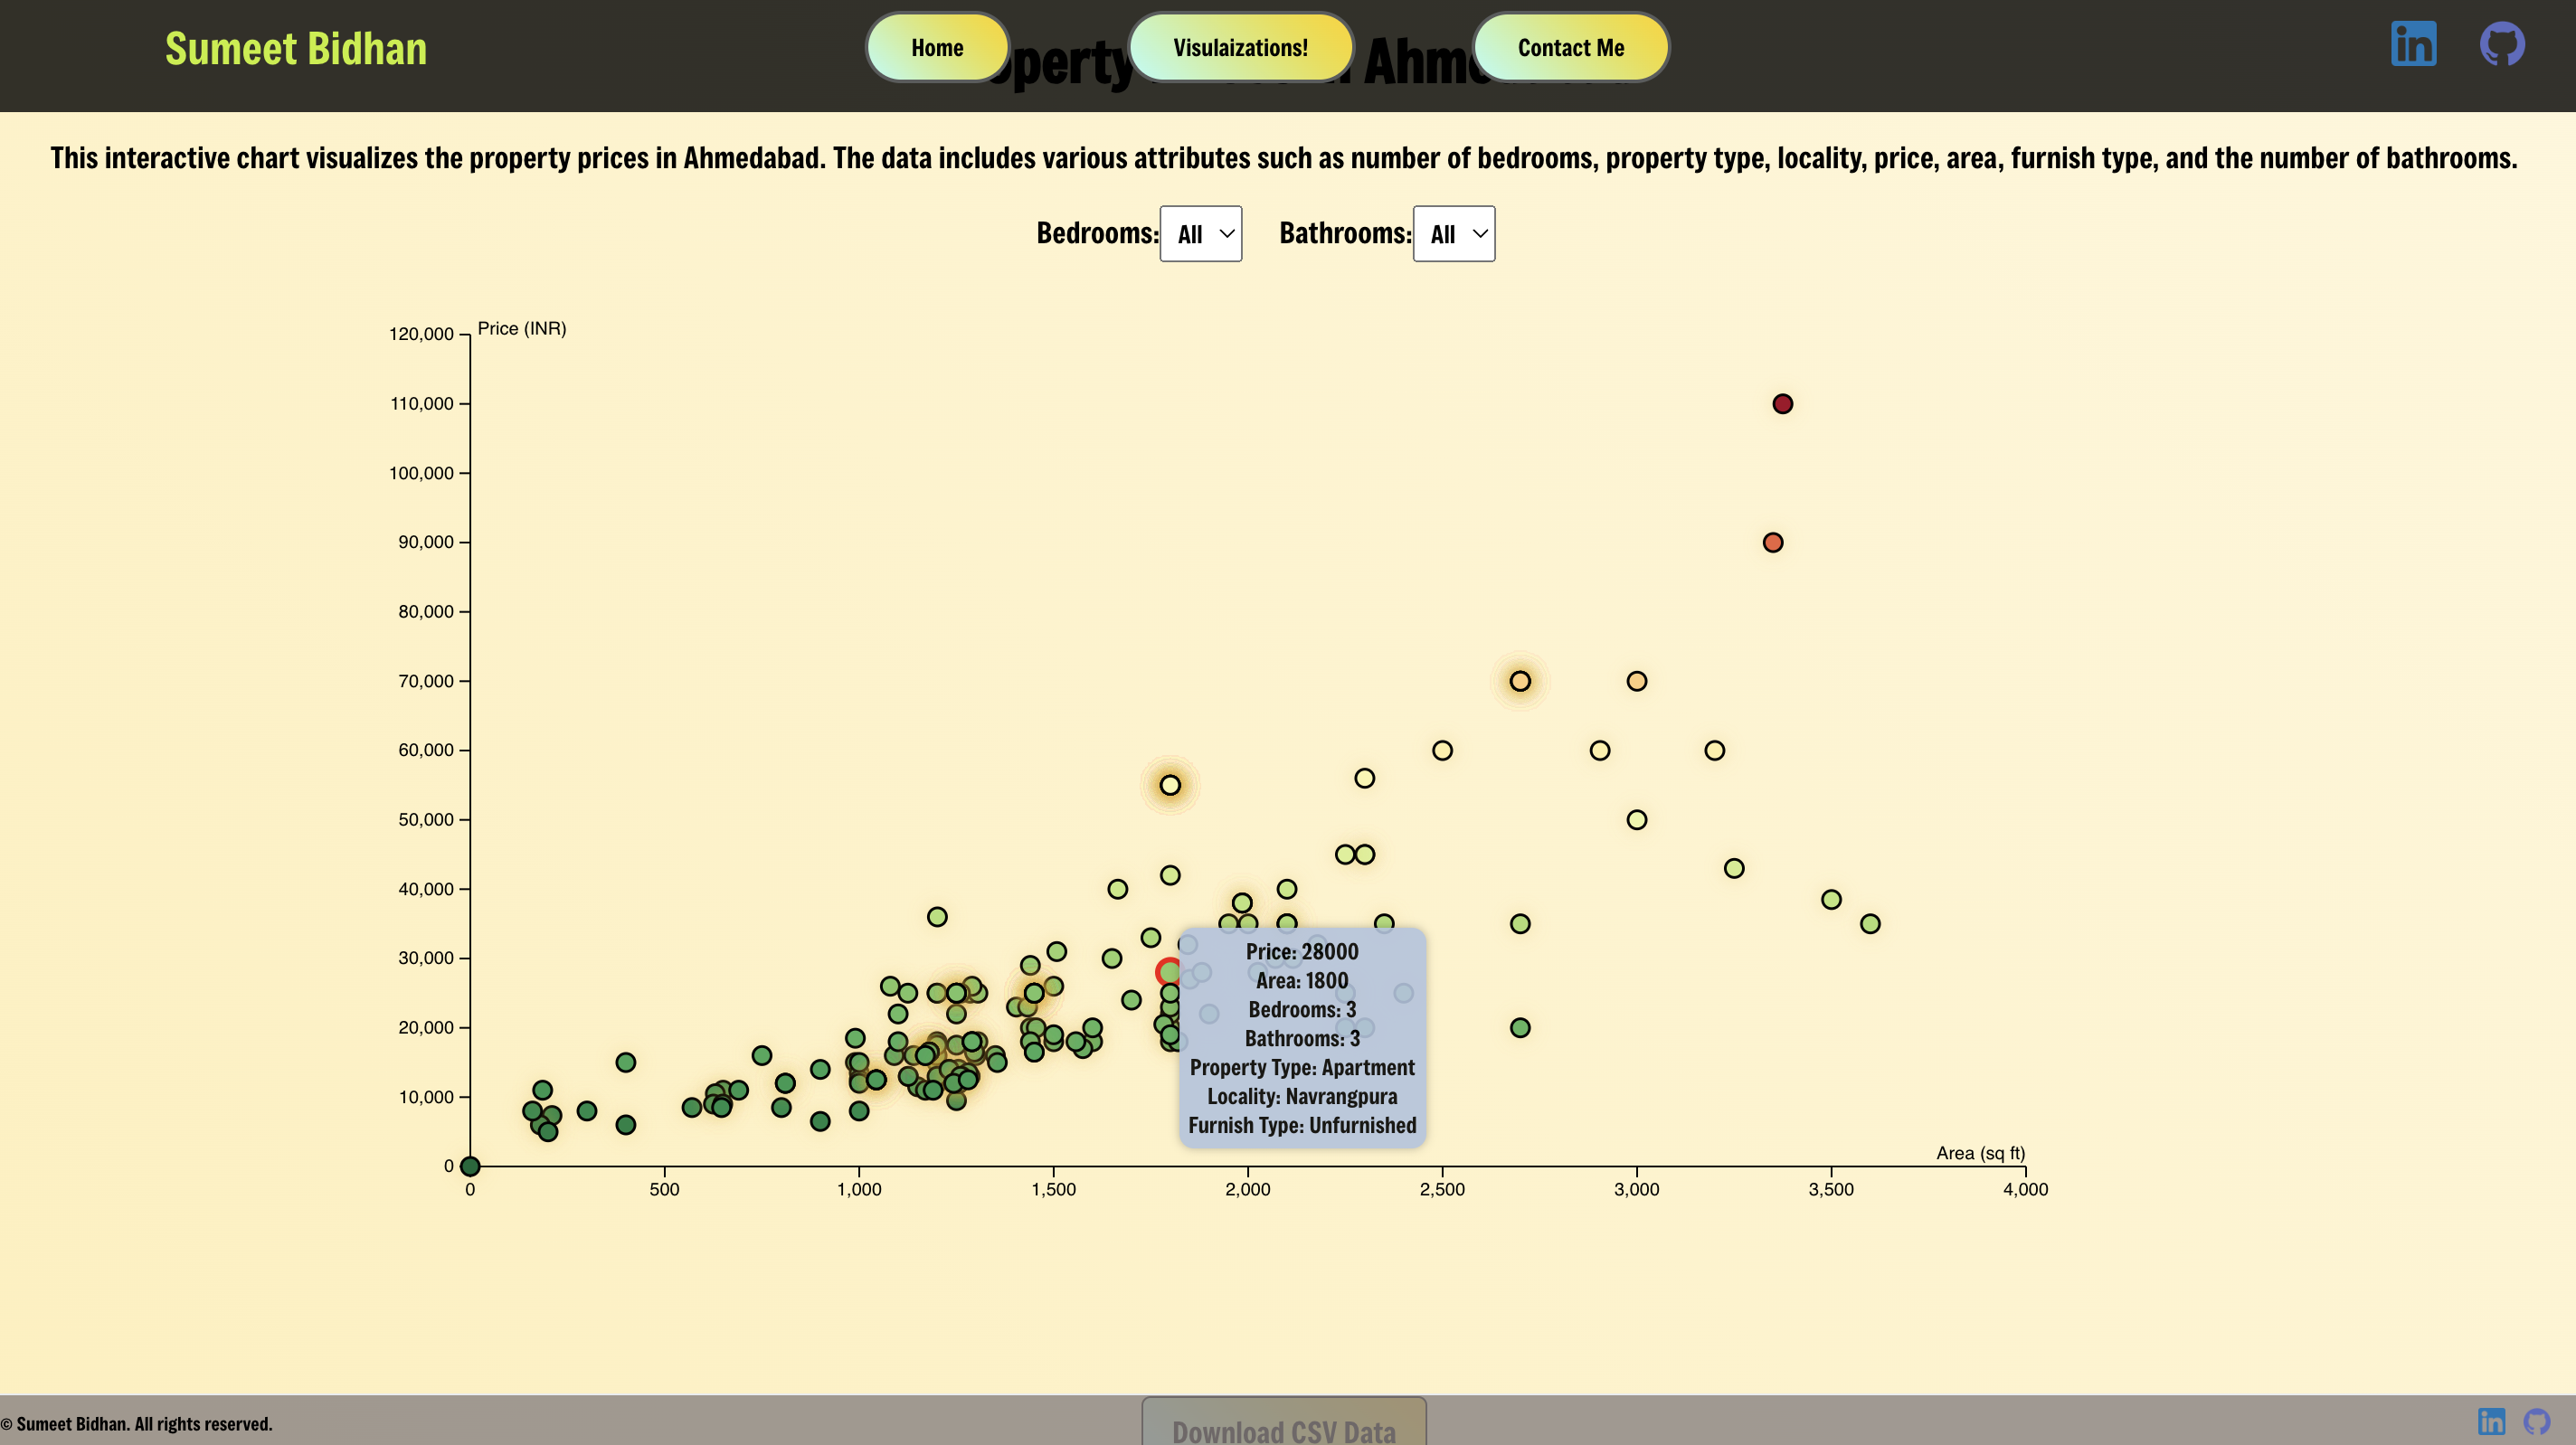 Sumeet Bidhan
Home
Visulaizations!
Contact Me
This interactive chart visualizes the property prices in Ahmedabad. The data includes various attributes such as number of bedrooms, property type, locality, price, area, furnish type, and the number of bathrooms.
Bedrooms: All
Bathrooms: All
Price (INR)
120,000
110,000
100,000
90,000
80,000
70,000
60,000
50,000
40,000
30,000
20,000
10,000
0
Price: 28000
Area: 1800
Bedrooms: 3
Bathrooms: 3
Property Type: Apartment
Locality: Navrangpura
Furnish Type: Unfurnished
Area (sq ft)
0 500 1,000 1,500 2,000 2,500 3,000 3,500 4,000
Download CSV Data
© Sumeet Bidhan. All rights reserved.